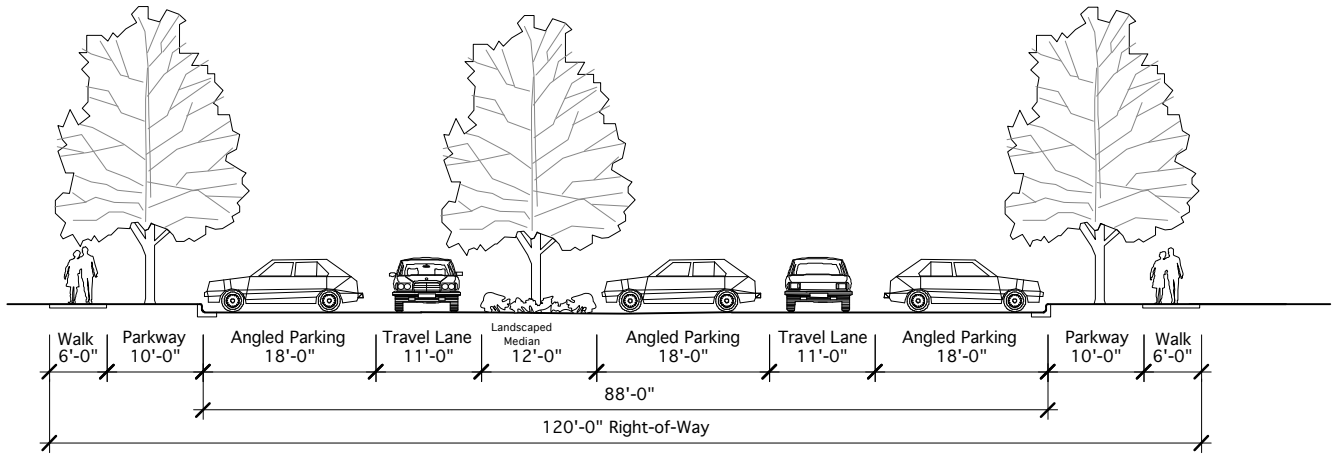 Walk
6'-0"
Parkway
10'-0"
Angled Parking
18'-0"
Travel Lane
11'-0"
Landscaped
Median
12'-0"
Angled Parking
18'-0"
Travel Lane
11'-0"
Angled Parking
18'-0"
Parkway
10'-0"
Walk
6'-0"
88'-0"
120'-0" Right-of-Way